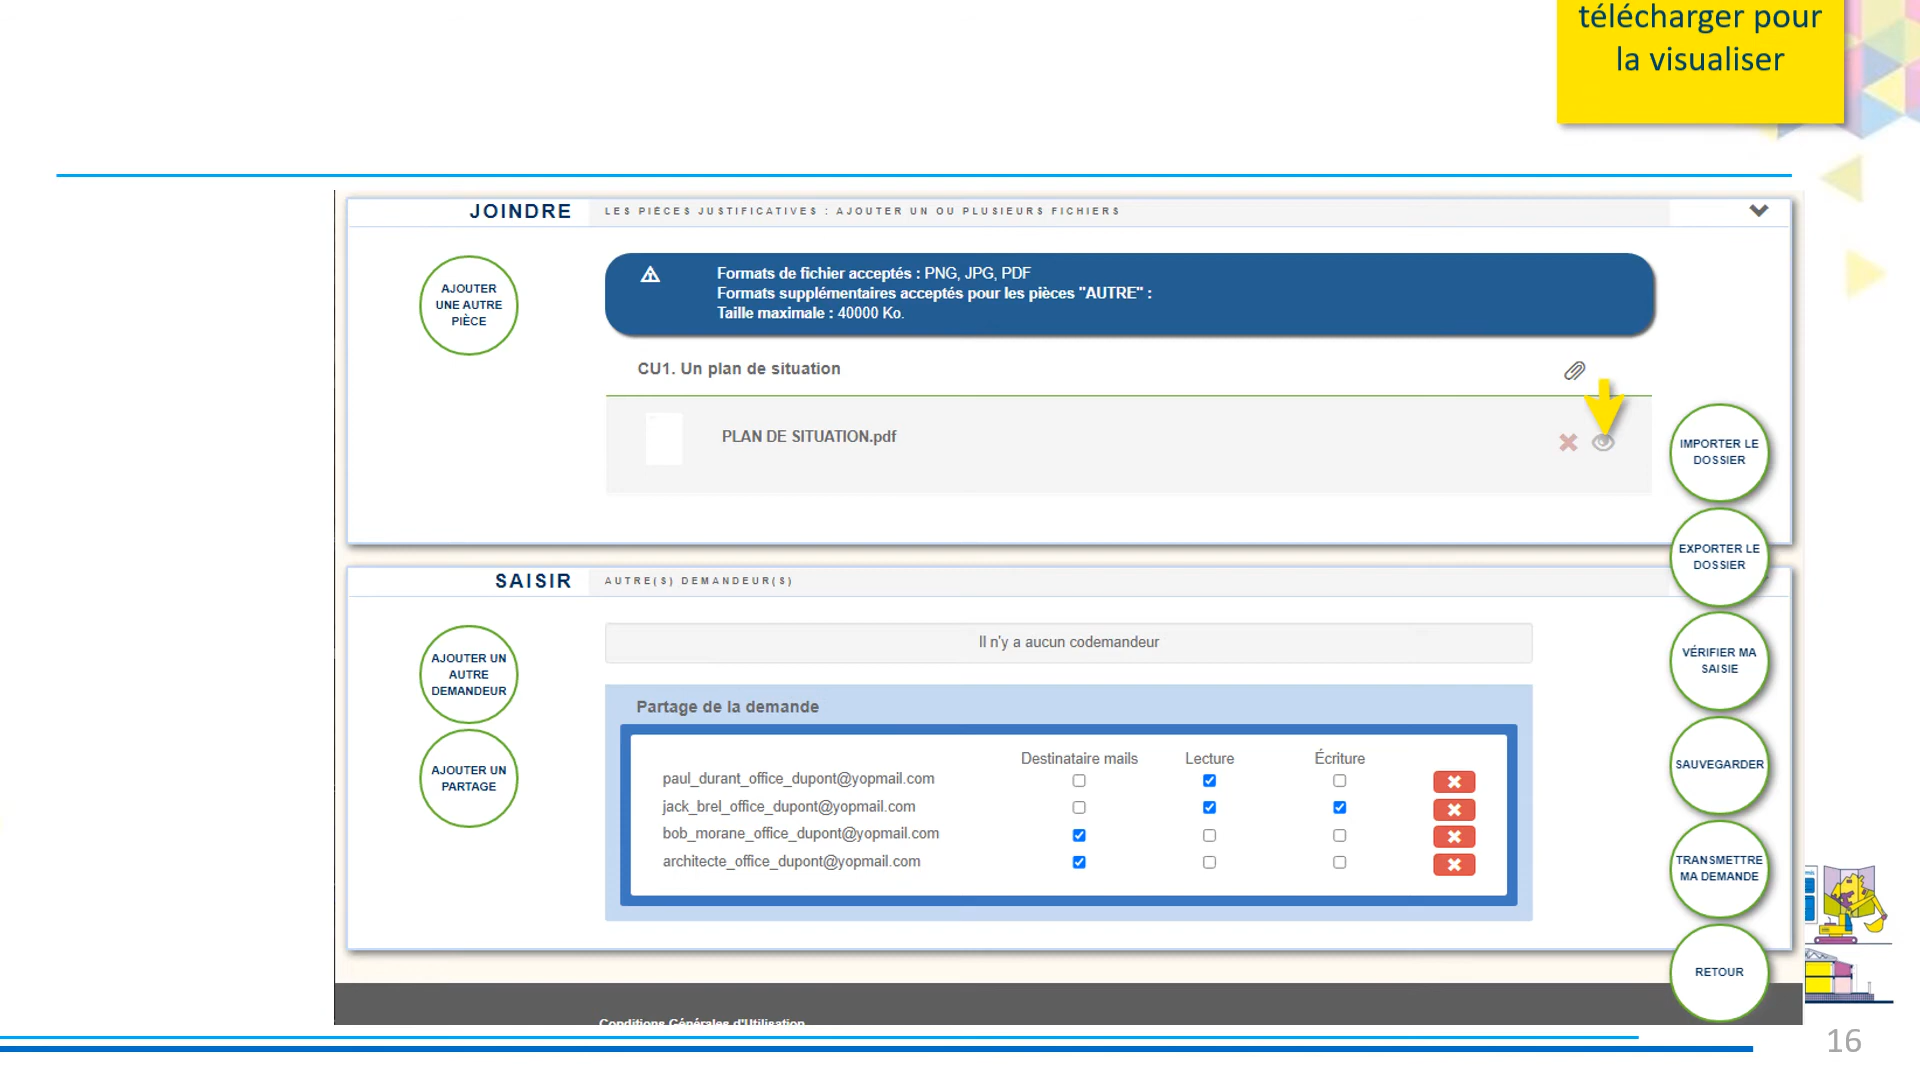 télécharger pour
la visualiser
JOINDRE
LES PIÈCES JUSTIFICATIVES : AJOUTER UN OU PLUSIEURS FICHIERS
AJOUTER
UNE AUTRE
PIÈCE
Formats de fichier acceptés : PNG, JPG, PDF
Formats supplémentaires acceptés pour les pièces "AUTRE" :
Taille maximale : 40000 Ko.
CU1. Un plan de situation
PLAN DE SITUATION.pdf
IMPORTER LE
DOSSIER
EXPORTER LE
DOSSIER
SAISIR
AUTRE(S) DEMANDEUR(S)
AJOUTER UN
AUTRE
DEMANDEUR
Il n'y a aucun codemandeur
VÉRIFIER MA
SAISIE
AJOUTER UN
PARTAGE
Partage de la demande
Destinataire mails Lecture Écriture
paul_durant_office_dupont@yopmail.com
jack_brel_office_dupont@yopmail.com
bob_morane_office_dupont@yopmail.com
architecte_office_dupont@yopmail.com
SAUVEGARDER
TRANSMETTRE
MA DEMANDE
RETOUR
Conditions Générales d'Utilisation
16